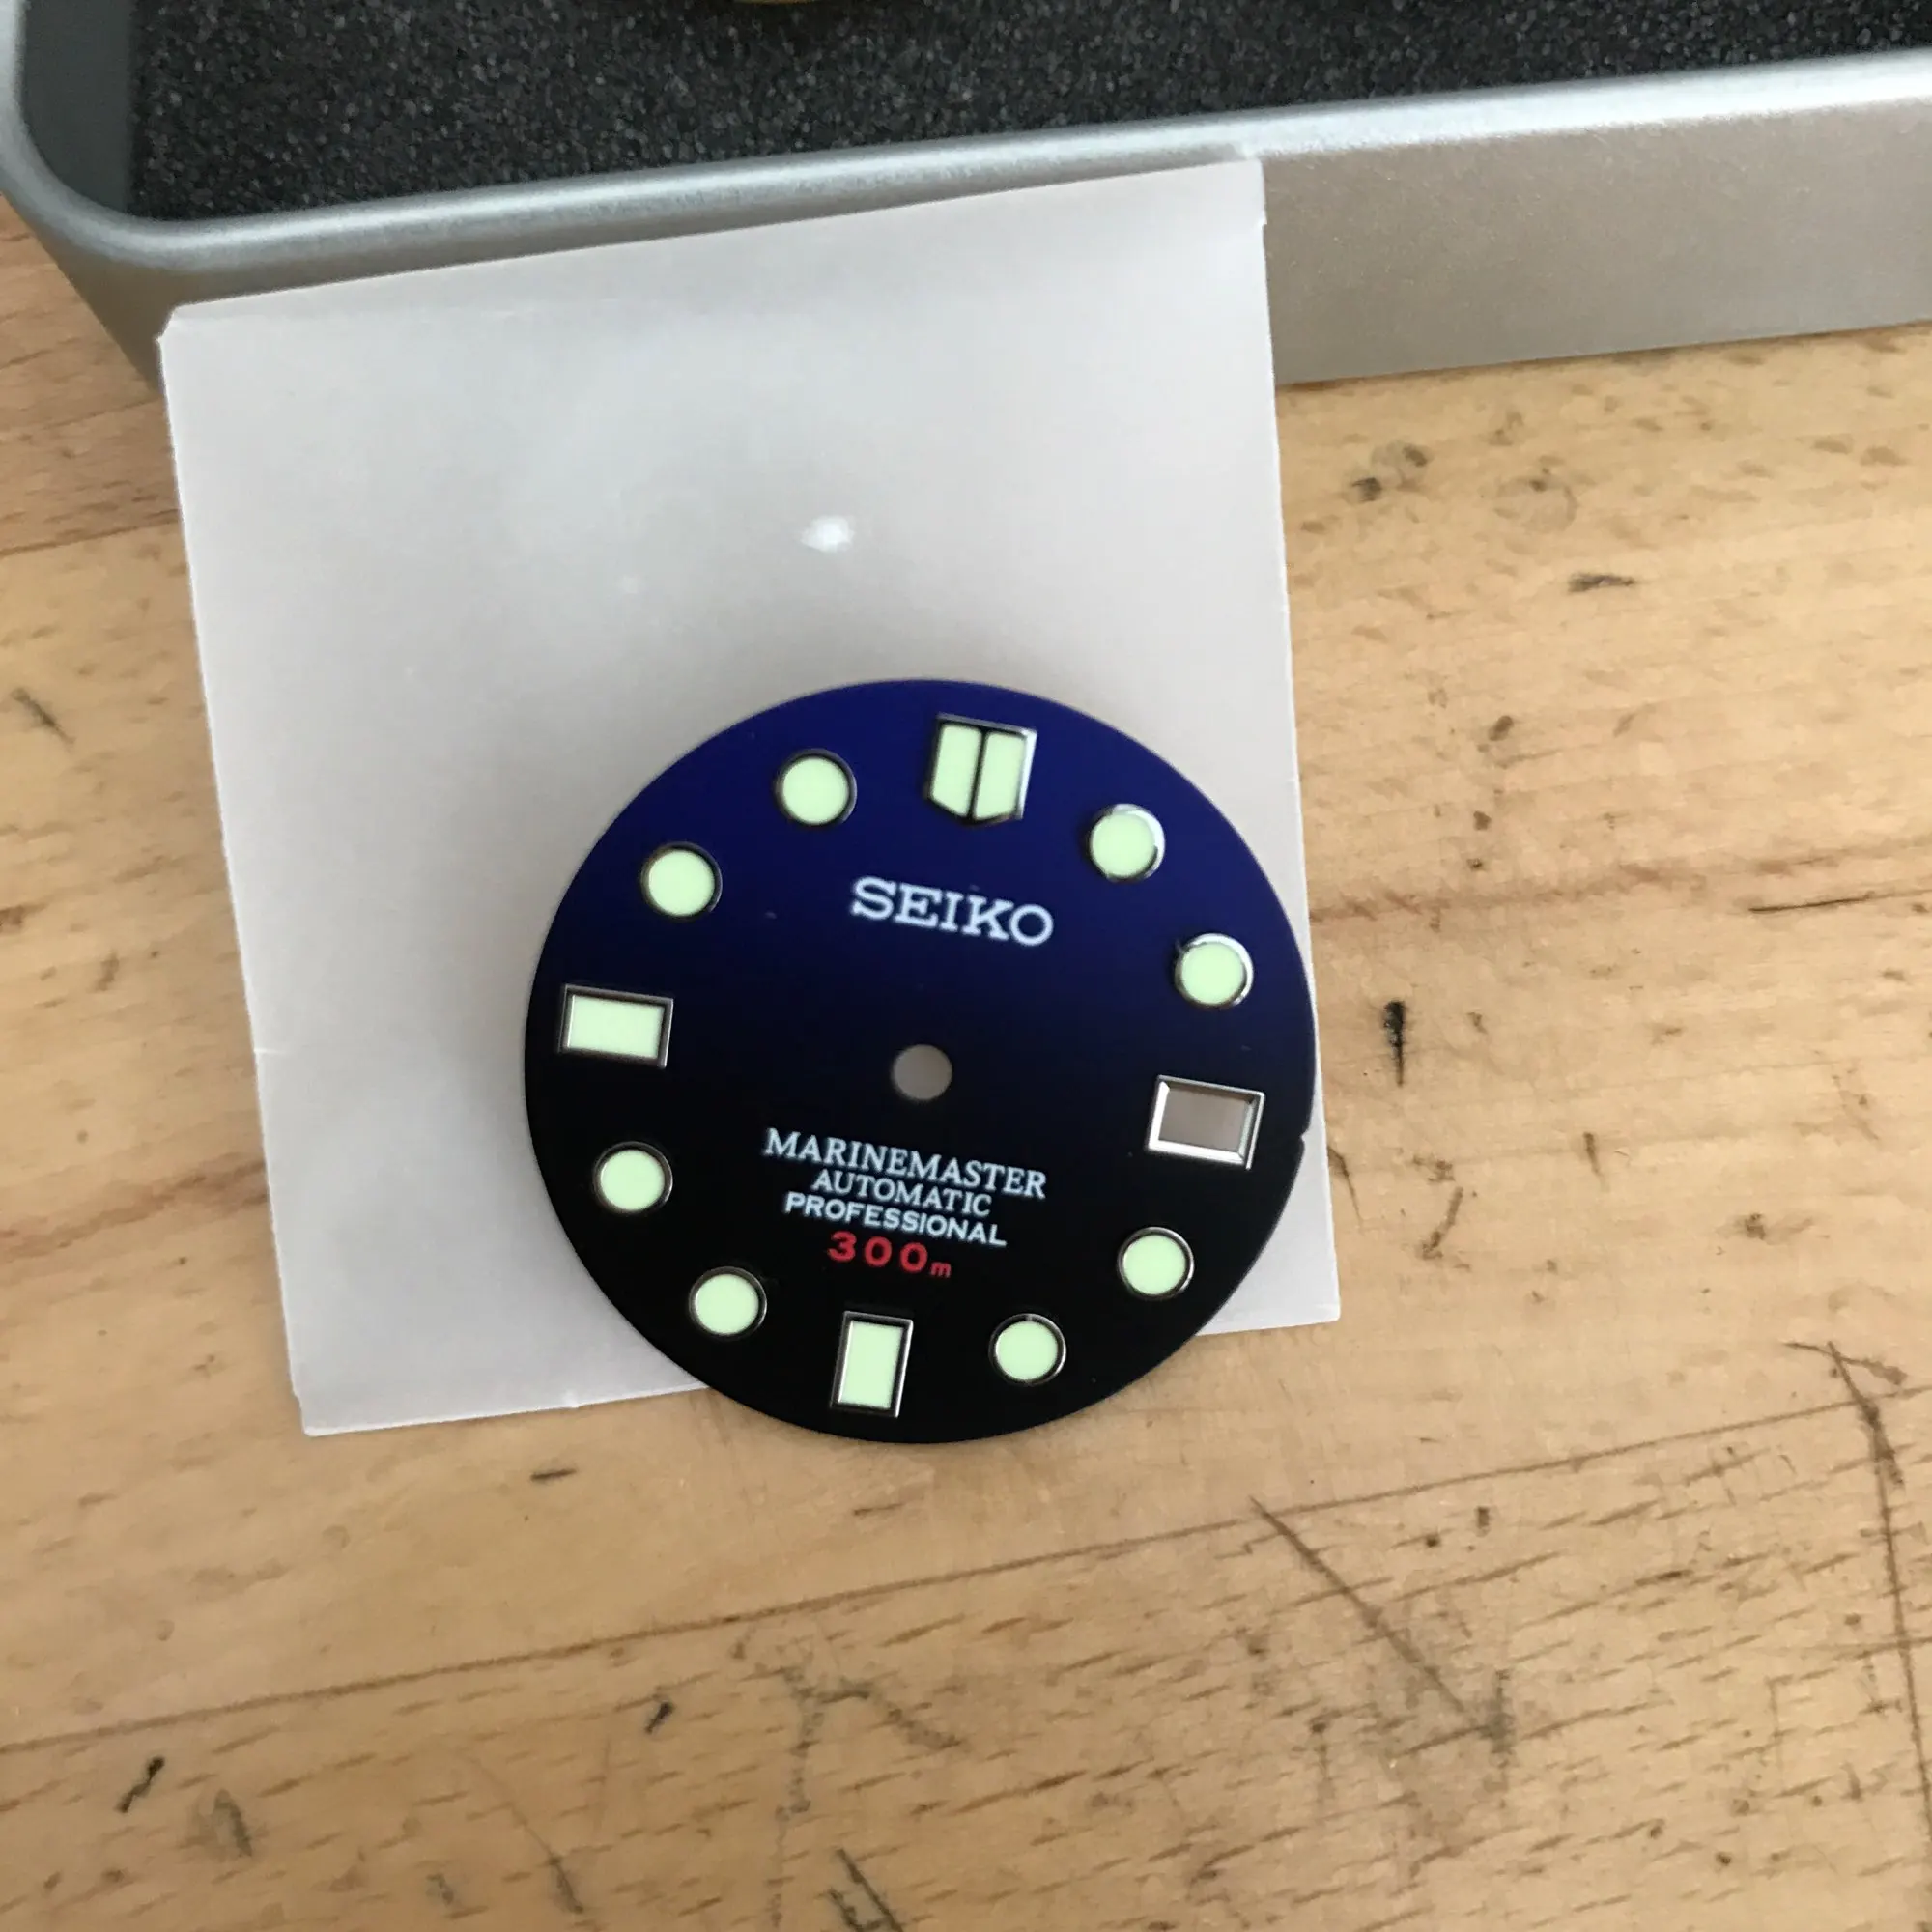 SEIKO
MARINEMASTER
AUTOMATIC
PROFESSIONAL
300m